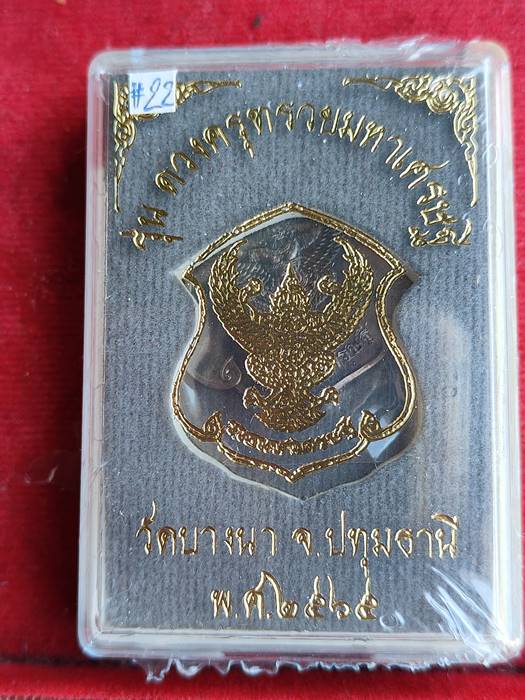 #22
รุ่น ดวงครุฑรวยมหาเศรษฐี
วัดบางนา จ.ปทุมธานี
พ.ศ.๒๕๖๕